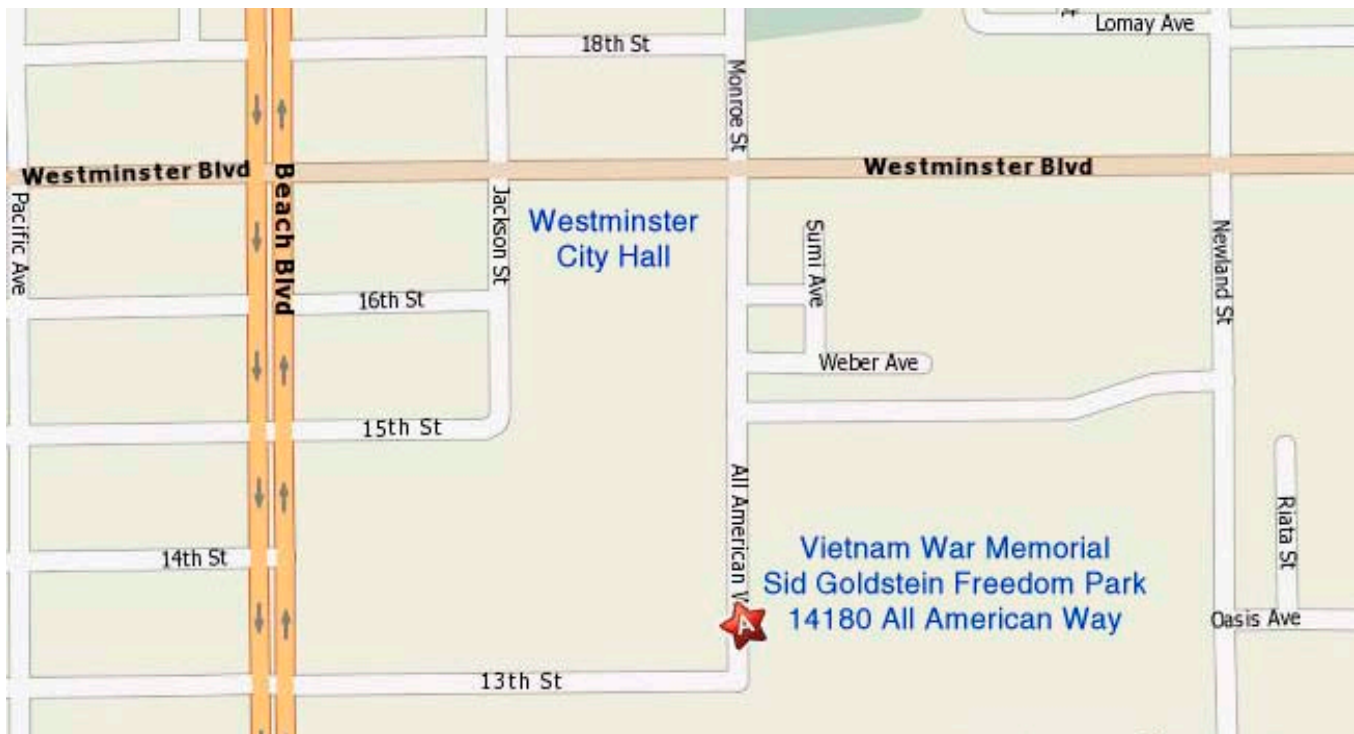 Lomay Ave
18th St
Monroe St
Westminster Blvd
Westminster Blvd
Beach Blvd
Pacific Ave
Jackson St
Westminster
City Hall
Sumi Ave
Newland St
16th St
Weber Ave
15th St
All American W
Riata St
14th St
Vietnam War Memorial
Sid Goldstein Freedom Park
14180 All American Way
A
Oasis Ave
13th St